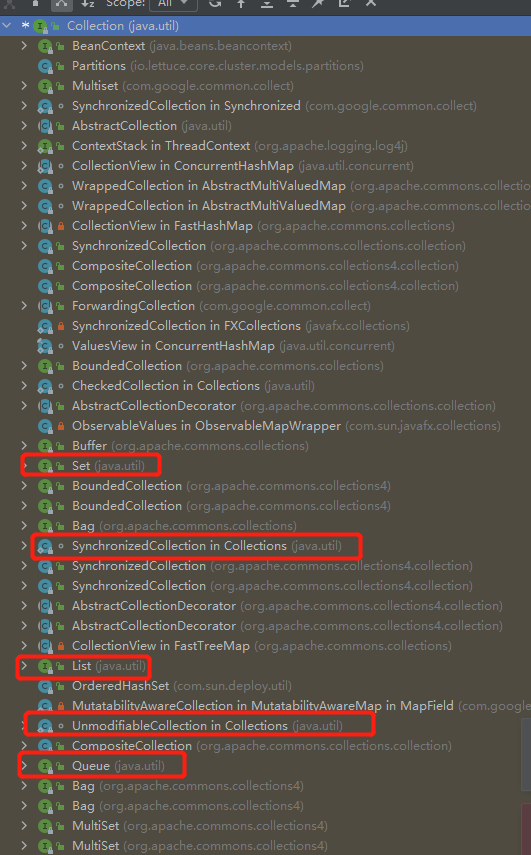 Scope: All
Collection (java.util)
BeanContext (java.beans.beancontext)
Partitions (io.lettuce.core.cluster.models.partitions)
Multiset (com.google.common.collect)
SynchronizedCollection in Synchronized (com.google.common.collect)
AbstractCollection (java.util)
ContextStack in ThreadContext (org.apache.logging.log4j)
CollectionView in ConcurrentHashMap (java.util.concurrent)
WrappedCollection in AbstractMultiValuedMap (org.apache.commons.collection
WrappedCollection in AbstractMultiValuedMap (org.apache.commons.collection
CollectionView in FastHashMap (org.apache.commons.collections)
SynchronizedCollection (org.apache.commons.collections.collection)
CompositeCollection (org.apache.commons.collections4.collection)
CompositeCollection (org.apache.commons.collections4.collection)
ForwardingCollection (com.google.common.collect)
SynchronizedCollection in FXCollections (javafx.collections)
ValuesView in ConcurrentHashMap (java.util.concurrent)
BoundedCollection (org.apache.commons.collections)
CheckedCollection in Collections (java.util)
AbstractCollectionDecorator (org.apache.commons.collections.collection)
ObservableValues in ObservableMapWrapper (com.sun.javafx.collections)
Buffer (org.apache.commons.collections)
Set (java.util)
BoundedCollection (org.apache.commons.collections4)
BoundedCollection (org.apache.commons.collections4)
Bag (org.apache.commons.collections)
SynchronizedCollection in Collections (java.util)
SynchronizedCollection (org.apache.commons.collections4.collection)
SynchronizedCollection (org.apache.commons.collections4.collection)
AbstractCollectionDecorator (org.apache.commons.collections4.collection)
AbstractCollectionDecorator (org.apache.commons.collections4.collection)
CollectionView in FastTreeMap (org.apache.commons.collections)
List (java.util)
OrderedHashSet (com.sun.deploy.util)
MutatabilityAwareCollection in MutatabilityAwareMap in MapField (com.google
UnmodifiableCollection in Collections (java.util)
CompositeCollection (org.apache.commons.collections.collection)
Queue (java.util)
Bag (org.apache.commons.collections4)
Bag (org.apache.commons.collections4)
MultiSet (org.apache.commons.collections4)
MultiSet (org.apache.commons.collections4)